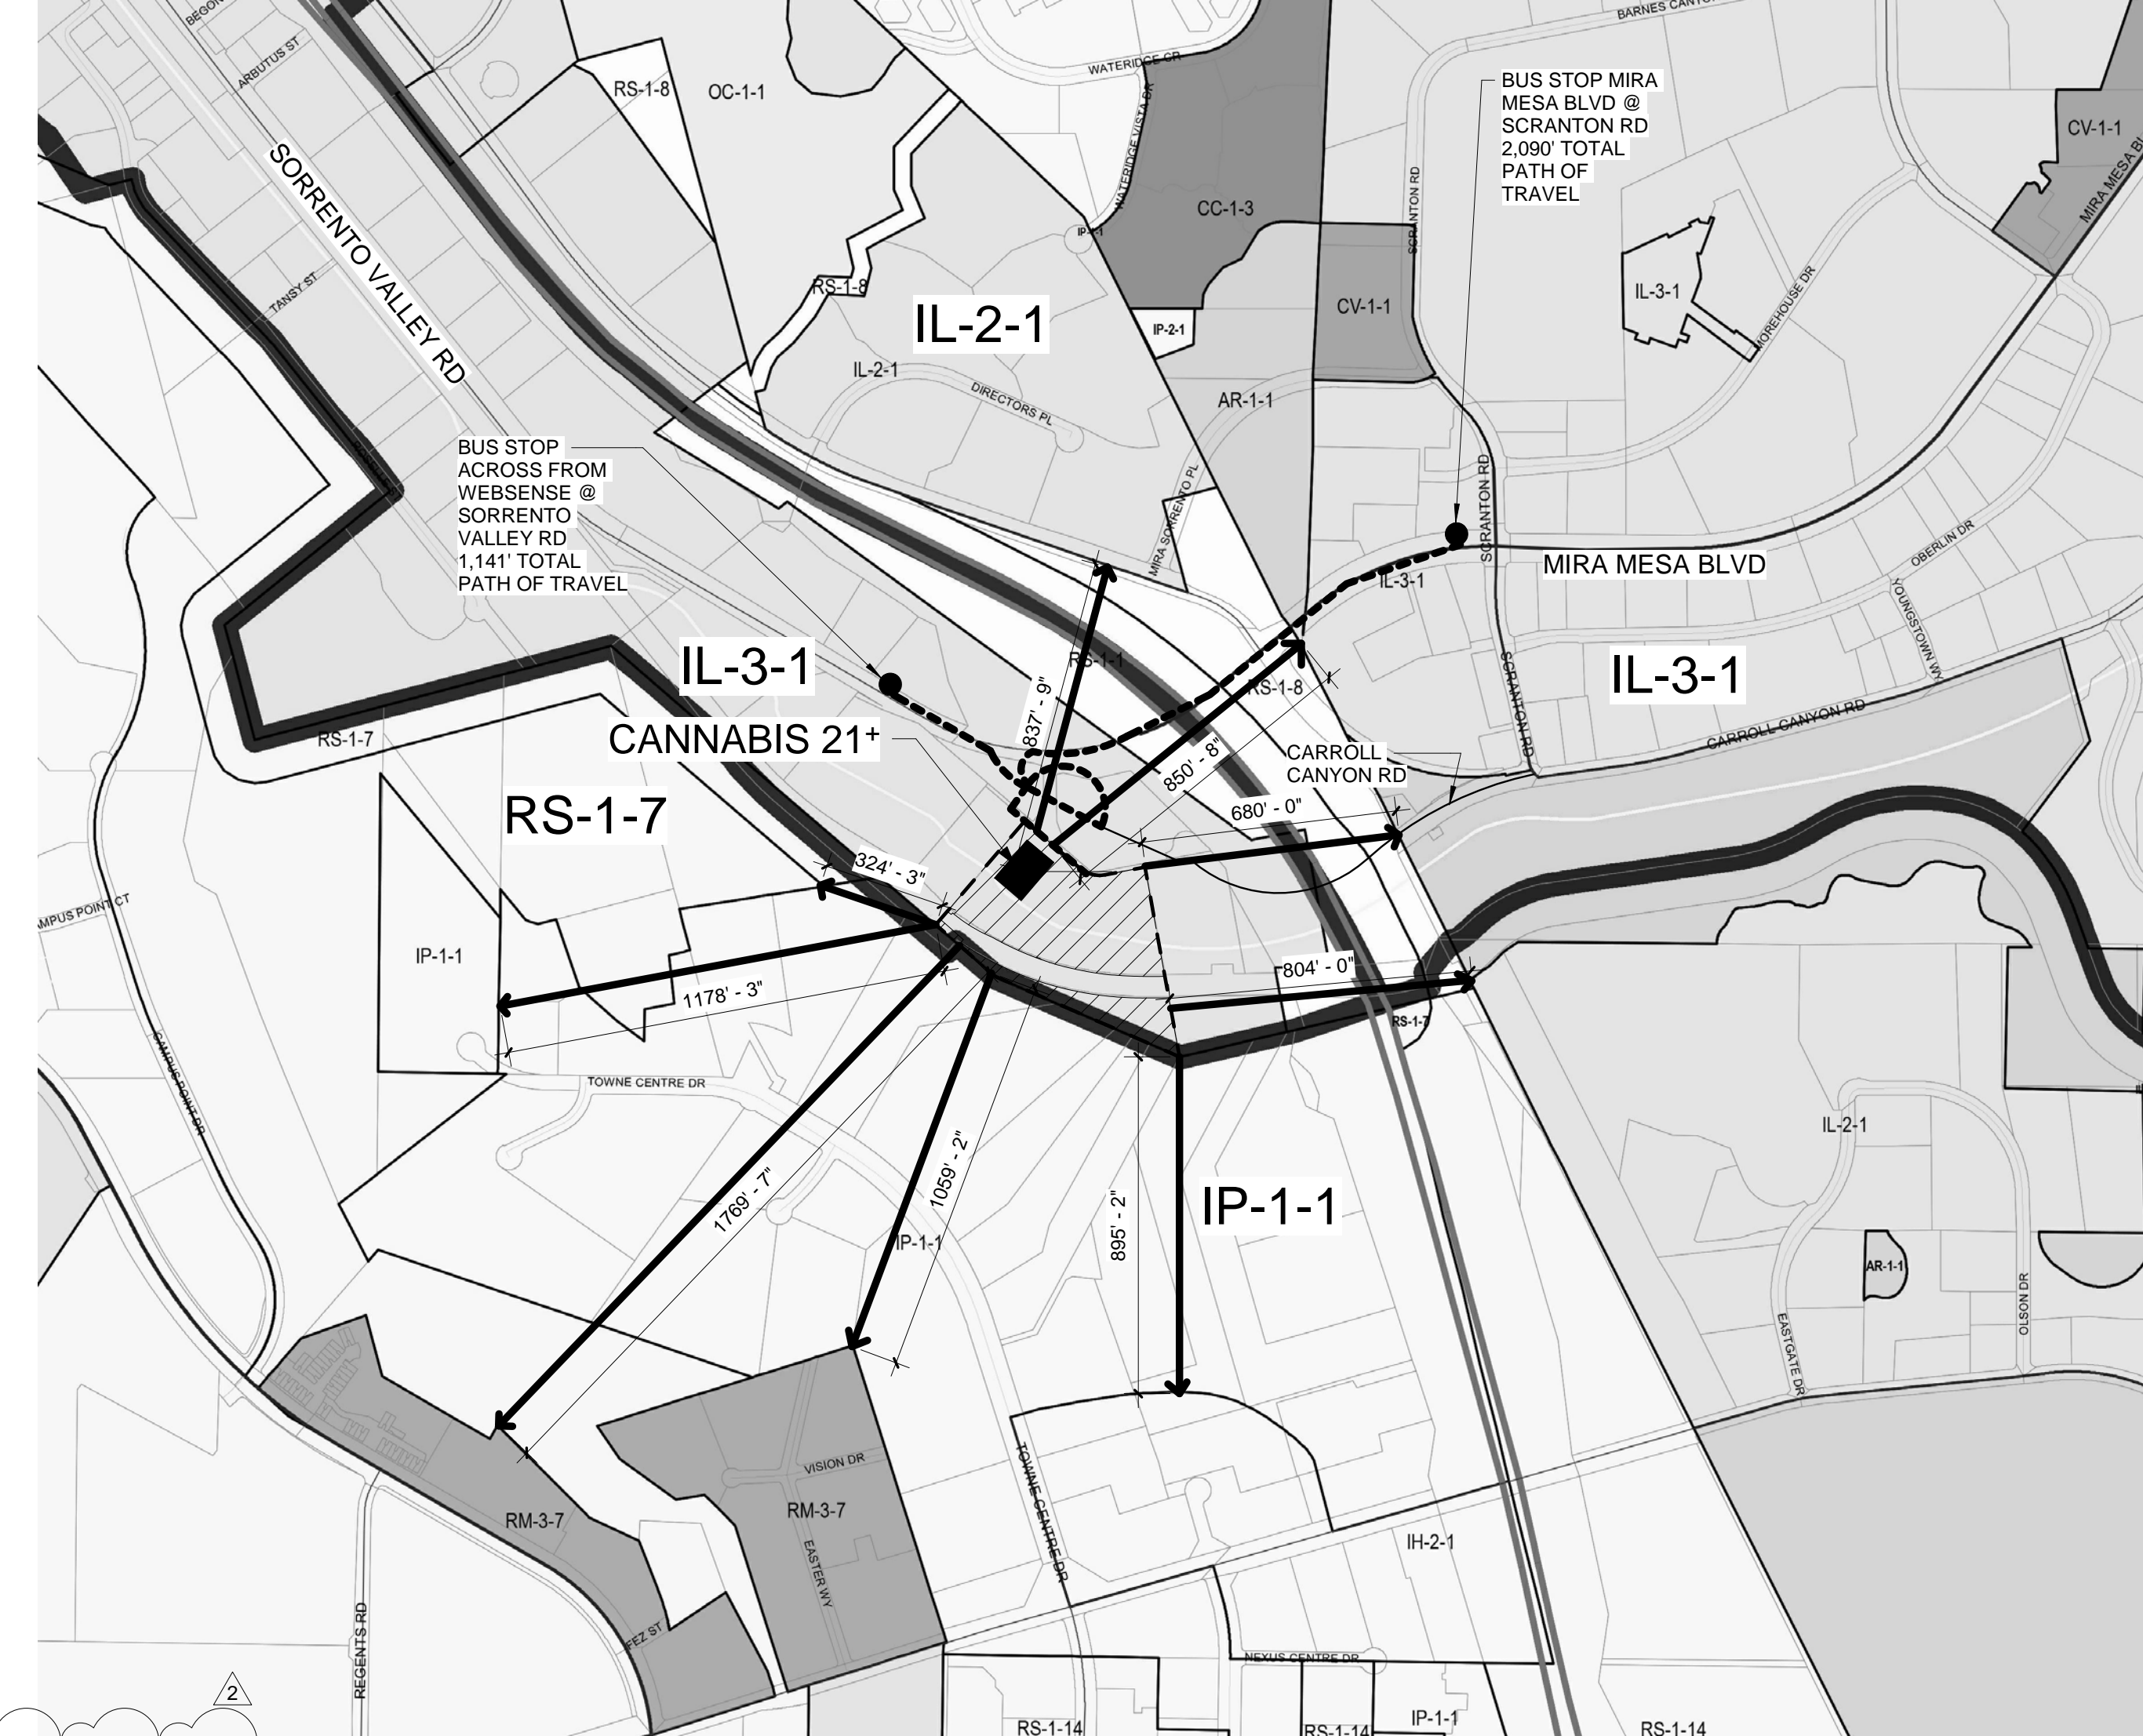 BARNES CANYON
ARBUTUS ST
WATERIDGE CR
RS-1-8
OC-1-1
BUS STOP MIRA
MESA BLVD @
SCRANTON RD
2,090' TOTAL
PATH OF
TRAVEL
CV-1-1
MIRA MESA BL
WATERIDGE VISTA DR
CC-1-3
SCRANTON RD
IP-1-1
SORRENTO VALLEY RD
TANSY ST
RS-1-8
IL-2-1
IL-3-1
MOREHOUSE DR
CV-1-1
IP-2-1
IL-2-1
DIRECTORS PL
AR-1-1
BUS STOP
ACROSS FROM
WEBSENSE @
SORRENTO
VALLEY RD
1,141' TOTAL
PATH OF TRAVEL
MIRA SORRENTO PL
SCRANTON RD
MIRA MESA BLVD
OBERLIN DR
IL-3-1
YOUNGSTOWN WY
IL-3-1
RS-1-1
RS-1-8
SCRANTON RD
IL-3-1
CANNABIS 21+
RS-1-7
837' - 9"
850' - 8"
CARROLL
CANYON RD
CARROLL CANYON RD
RS-1-7
680' - 0"
324' - 3"
MPUS POINT CT
IP-1-1
1178' - 3"
804' - 0"
RS-1-7
CAMPUS POINT DR
TOWNE CENTRE DR
IL-2-1
1769' - 7"
1059' - 2"
895' - 2"
IP-1-1
IP-1-1
AR-1-1
OLSON DR
EASTGATE DR
VISION DR
TOWNE CENTRE DR
RM-3-7
RM-3-7
IH-2-1
EASTER WY
FEZ ST
REGENTS RD
NEXUS CENTRE DR
2
RS-1-14
RS-1-14
IP-1-1
RS-1-14